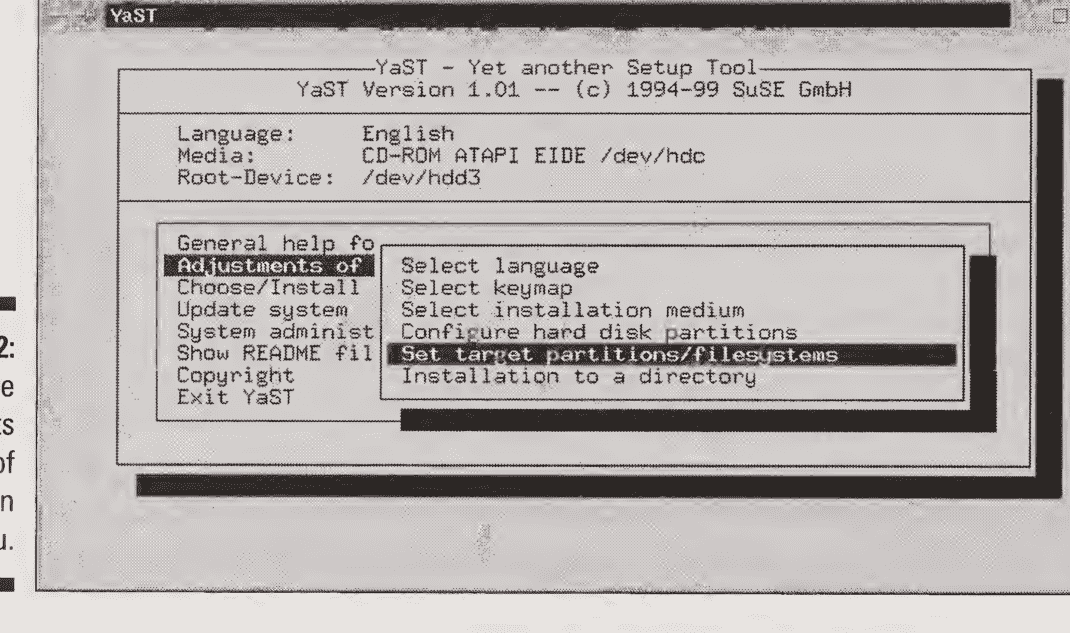 YaST
YaST - Yet another Setup Tool
YaST Version 1.01 -- (c) 1994-99 SuSE GmbH
Language: English
Media: CD-ROM ATAPI EIDE /dev/hdc
Root-Device: /dev/hdd3
General help fo
Adjustments of
Choose/Install
Update system
System administ
Show README fil
Copyright
Exit YaST
Select language
Select keymap
Select installation medium
Configure hard disk partitions
Set target partitions/filesystems
Installation to a directory
2:
e
ts
of
n
u.